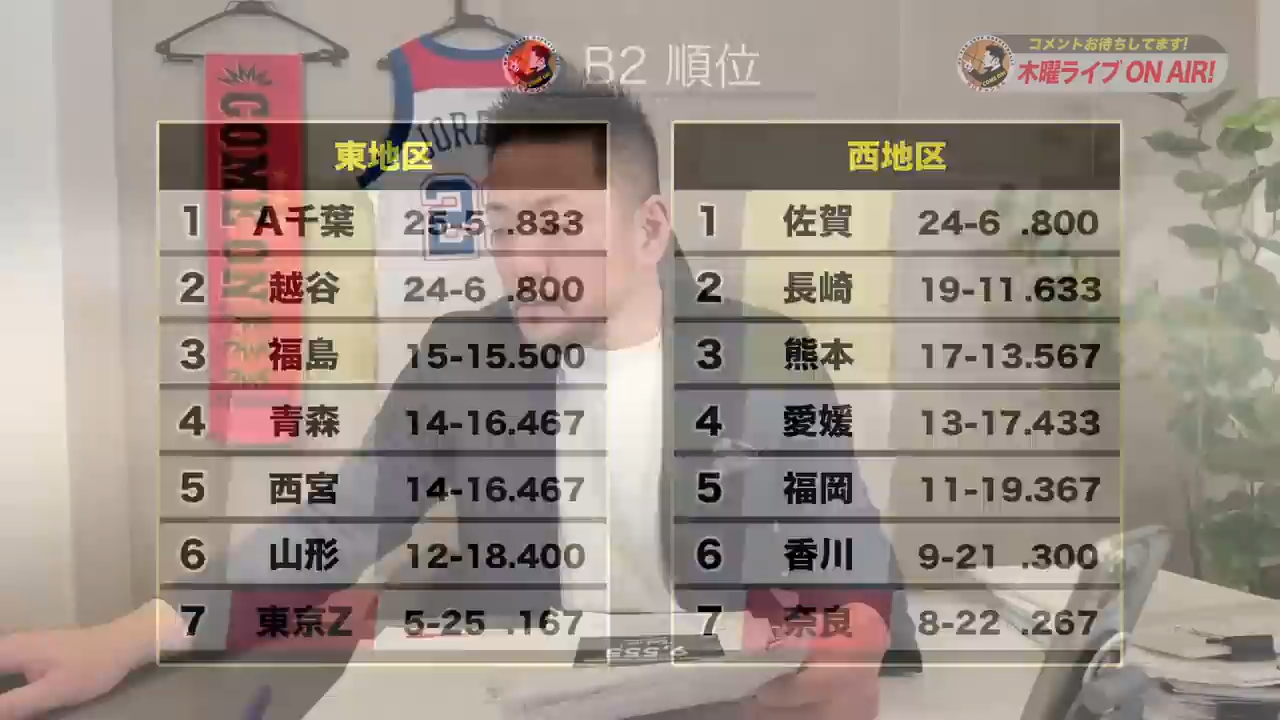 B2 順位
コメントお待ちしてます!
木曜ライブ ON AIR!
東地区
1 A千葉 25-5 .833
2 越谷 24-6 .800
3 福島 15-15 .500
4 青森 14-16 .467
5 西宮 14-16 .467
6 山形 12-18 .400
7 東京Z 5-25 .167
西地区
1 佐賀 24-6 .800
2 長崎 19-11 .633
3 熊本 17-13 .567
4 愛媛 13-17 .433
5 福岡 11-19 .367
6 香川 9-21 .300
7 奈良 8-22 .267
COME ON